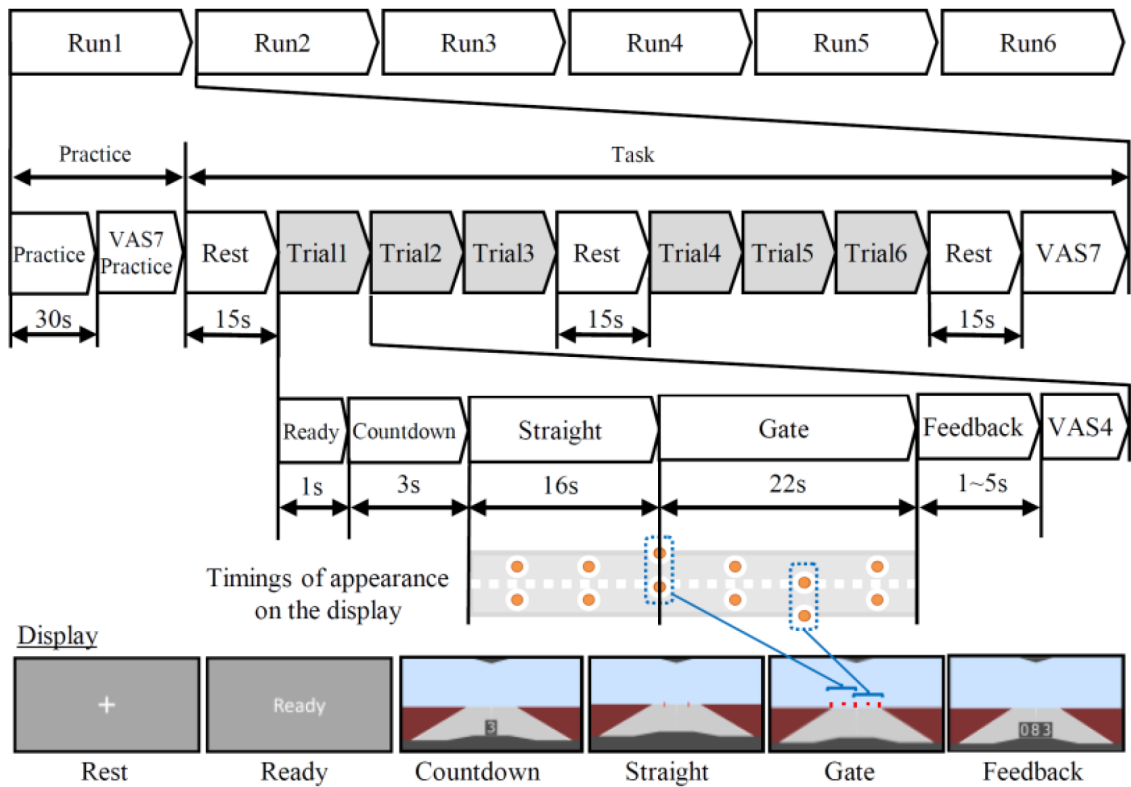 Run1 Run2 Run3 Run4 Run5 Run6
Practice Task
Practice VAS7 Practice Rest Trial1 Trial2 Trial3 Rest Trial4 Trial5 Trial6 Rest VAS7
30s 15s 15s 15s
Ready Countdown Straight Gate Feedback VAS4
1s 3s 16s 22s 1~5s
Timings of appearance
on the display
Display
+ Ready 3 083
Rest Ready Countdown Straight Gate Feedback